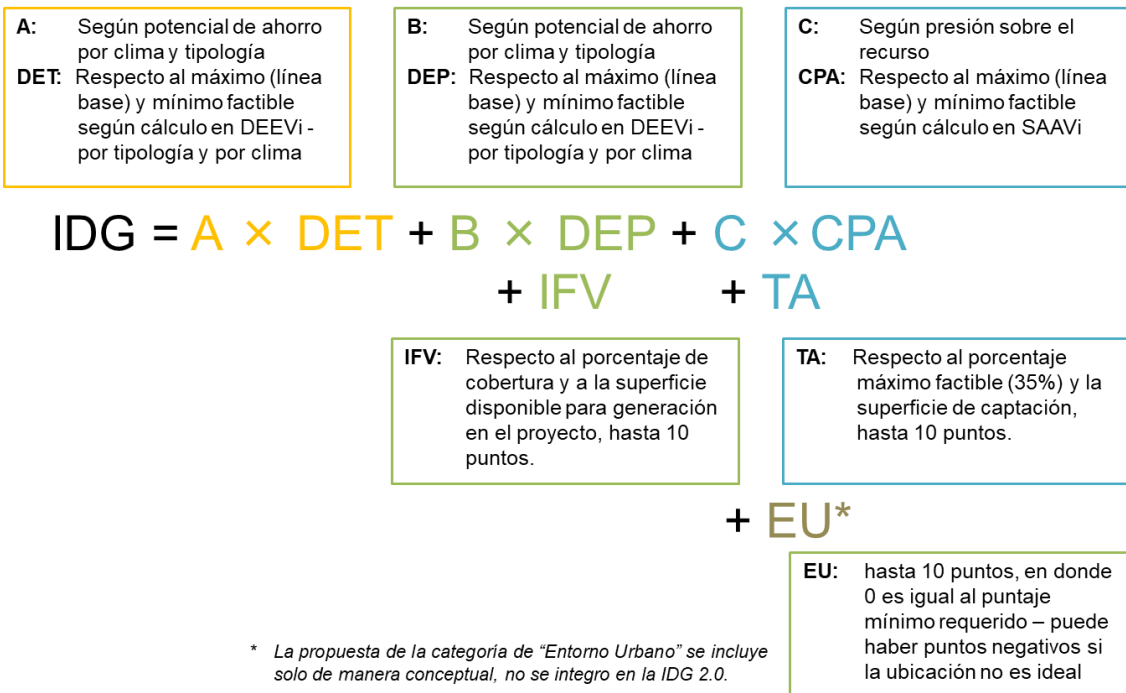 A: Según potencial de ahorro
por clima y tipología
DET: Respecto al máximo (línea
base) y mínimo factible
según cálculo en DEEVi -
por tipología y por clima
B: Según potencial de ahorro
por clima y tipología
DEP: Respecto al máximo (línea
base) y mínimo factible
según cálculo en DEEVi -
por tipología y por clima
C: Según presión sobre el
recurso
CPA: Respecto al máximo (línea
base) y mínimo factible
según cálculo en SAAVi
IDG = A × DET + B × DEP + C × CPA
+ IFV + TA
IFV: Respecto al porcentaje de
cobertura y a la superficie
disponible para generación
en el proyecto, hasta 10
puntos.
TA: Respecto al porcentaje
máximo factible (35%) y la
superficie de captación,
hasta 10 puntos.
+ EU*
EU: hasta 10 puntos, en donde
0 es igual al puntaje
mínimo requerido – puede
haber puntos negativos si
la ubicación no es ideal
* La propuesta de la categoría de “Entorno Urbano” se incluye
solo de manera conceptual, no se integro en la IDG 2.0.